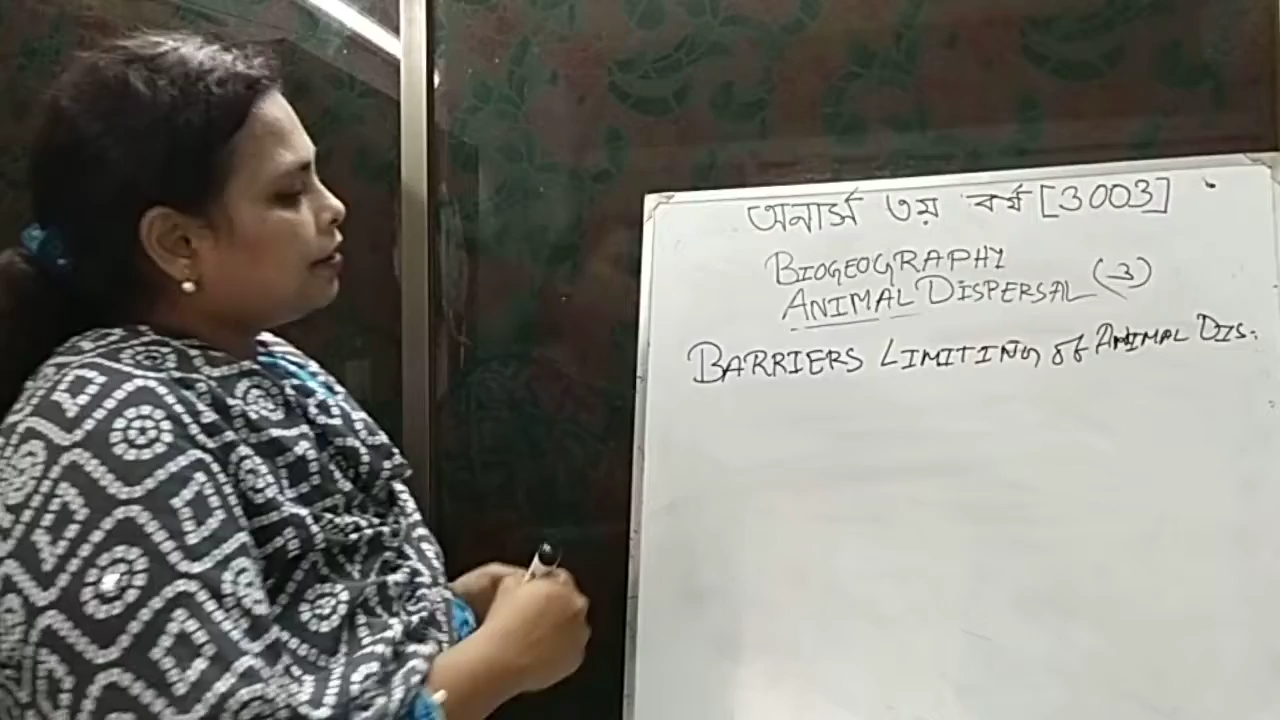 অনার্স ৩য় বর্ষ [3003]
BIOGEOGRAPHY
ANIMAL DISPERSAL (3)
BARRIERS LIMITING of ANIMAL DIS.